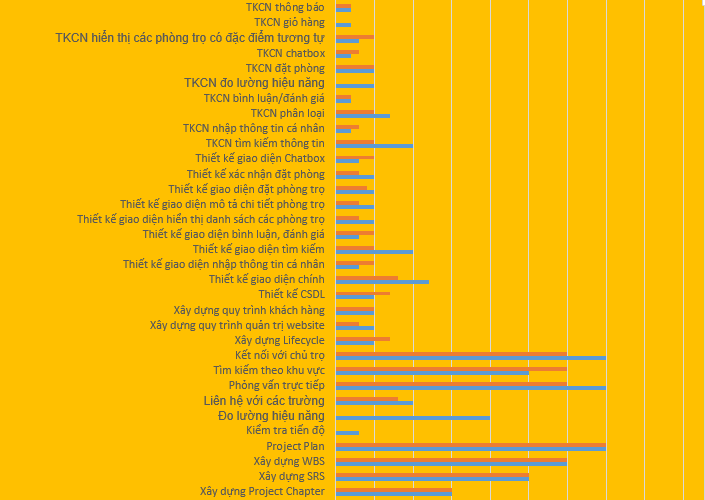 TKCN thông báo
TKCN giỏ hàng
TKCN hiển thị các phòng trọ có đặc điểm tương tự
TKCN chatbox
TKCN đặt phòng
TKCN đo lường hiệu năng
TKCN bình luận/đánh giá
TKCN phân loại
TKCN nhập thông tin cá nhân
TKCN tìm kiếm thông tin
Thiết kế giao diện Chatbox
Thiết kế xác nhận đặt phòng
Thiết kế giao diện đặt phòng trọ
Thiết kế giao diện mô tả chi tiết phòng trọ
Thiết kế giao diện hiển thị danh sách các phòng trọ
Thiết kế giao diện bình luận, đánh giá
Thiết kế giao diện tìm kiếm
Thiết kế giao diện nhập thông tin cá nhân
Thiết kế giao diện chính
Thiết kế CSDL
Xây dựng quy trình khách hàng
Xây dựng quy trình quản trị website
Xây dựng Lifecycle
Kết nối với chủ trọ
Tìm kiếm theo khu vực
Phỏng vấn trực tiếp
Liên hệ với các trường
Đo lường hiệu năng
Kiểm tra tiến độ
Project Plan
Xây dựng WBS
Xây dựng SRS
Xây dựng Project Chapter